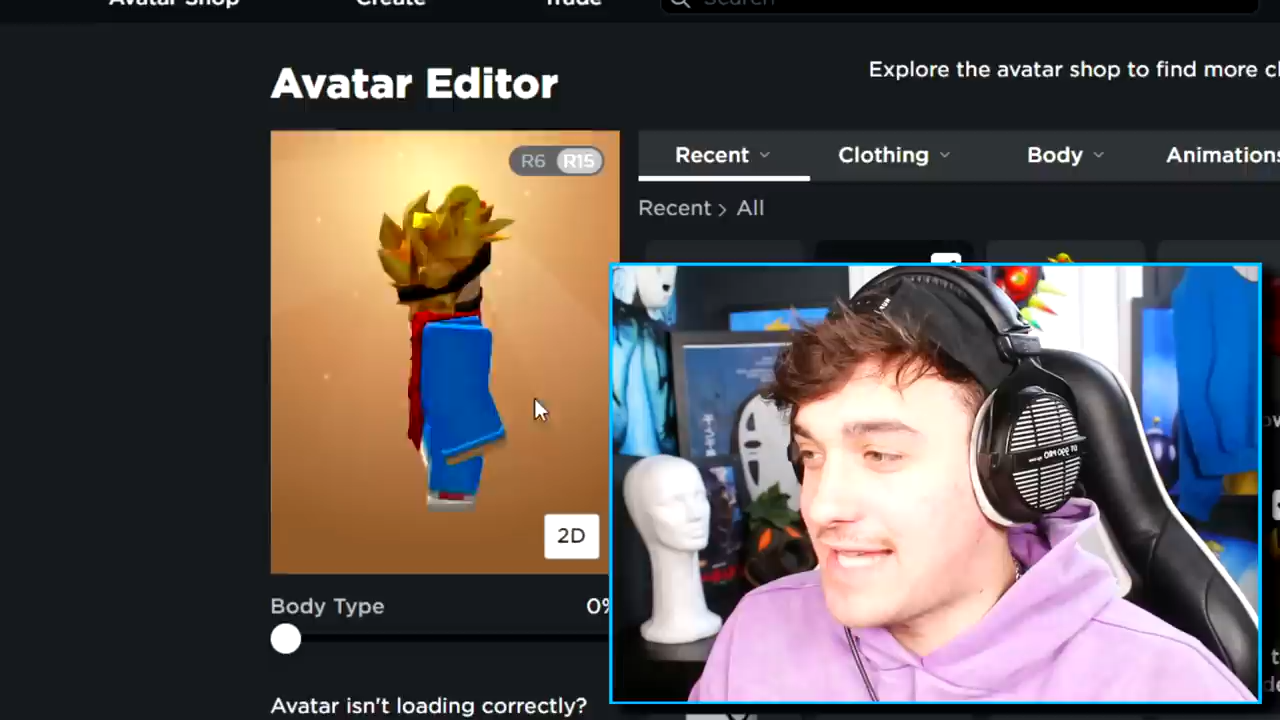 Avatar Shop
Create
Trade
Search
Avatar Editor
Explore the avatar shop to find more cl
R6 R15
Recent
Clothing
Body
Animations
Recent > All
2D
Body Type
0%
Avatar isn't loading correctly?